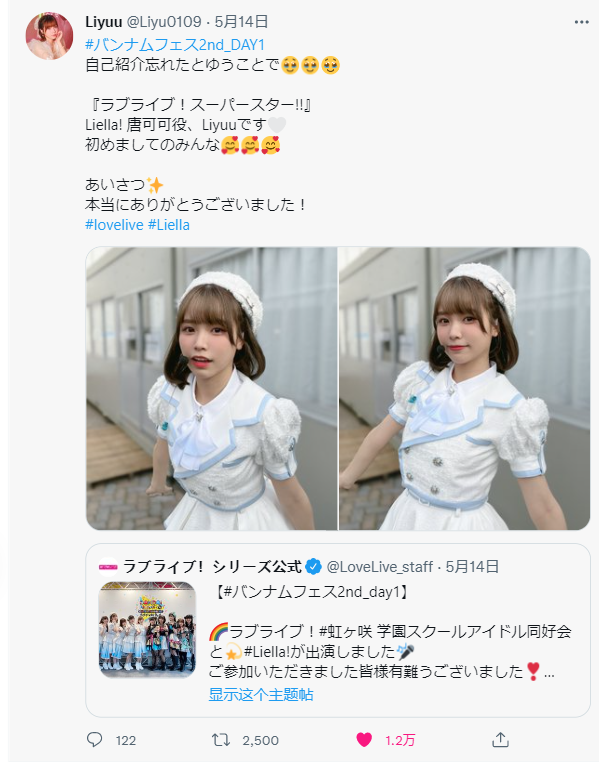 Liyuu @Liyu0109 · 5月14日
#バンナムフェス2nd_DAY1
自己紹介忘れたとゆうことで🥹🥹🥹
『ラブライブ！スーパースター!!』
Liella! 唐可可役、Liyuuです🤍
初めましてのみんな🥰🥰🥰
あいさつ✨
本当にありがとうございました！
#lovelive #Liella
ラブライブ！シリーズ公式 @LoveLive_staff · 5月14日
【#バンナムフェス2nd_day1】
🌈ラブライブ！#虹ヶ咲 学園スクールアイドル同好会
と💫#Liella!が出演しました🎤
ご参加いただきました皆様有難うございました❣️...
显示这个主题帖
122
2,500
1.2万